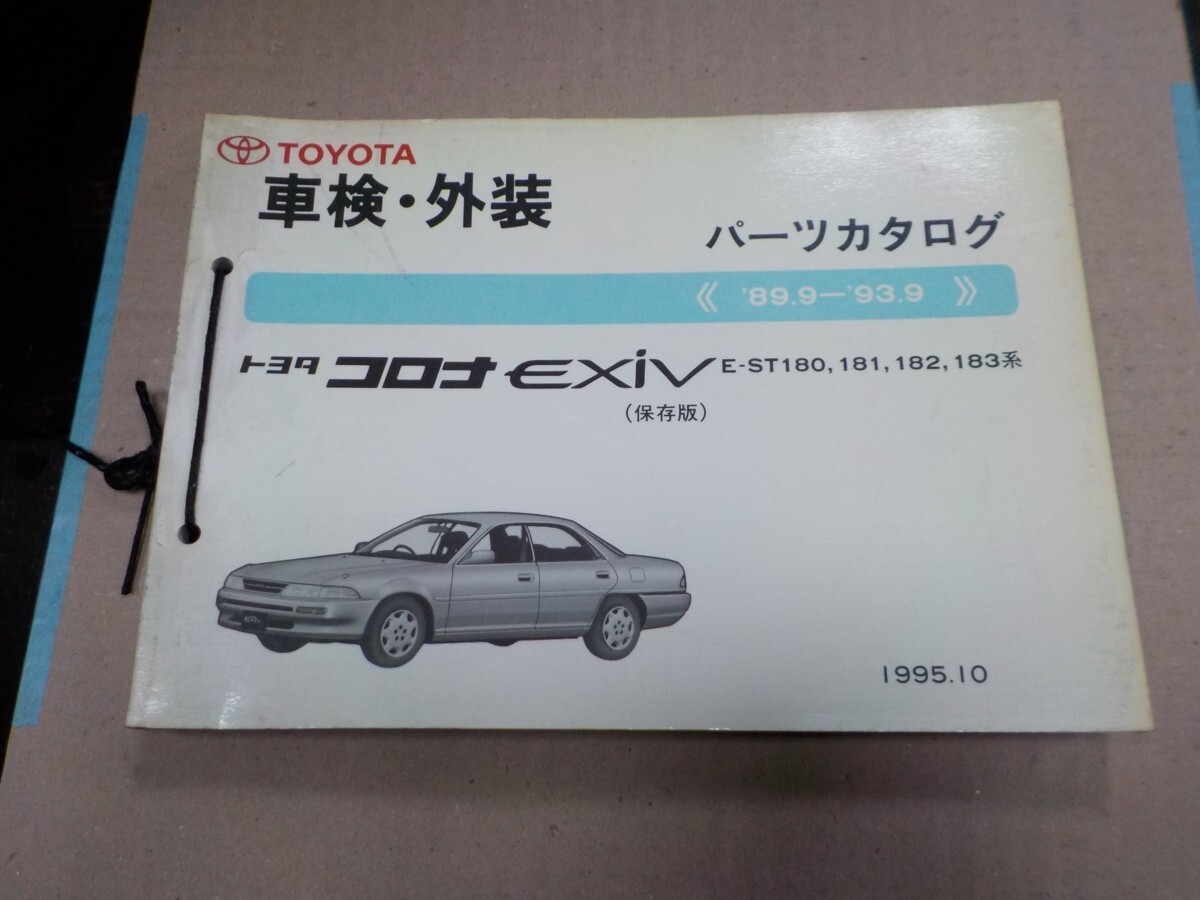 TOYOTA
車検・外装
パーツカタログ
《 '89.9－'93.9 》
トヨタ コロナ EXiV E-ST180, 181, 182, 183系
(保存版)
EXiV
1995.10